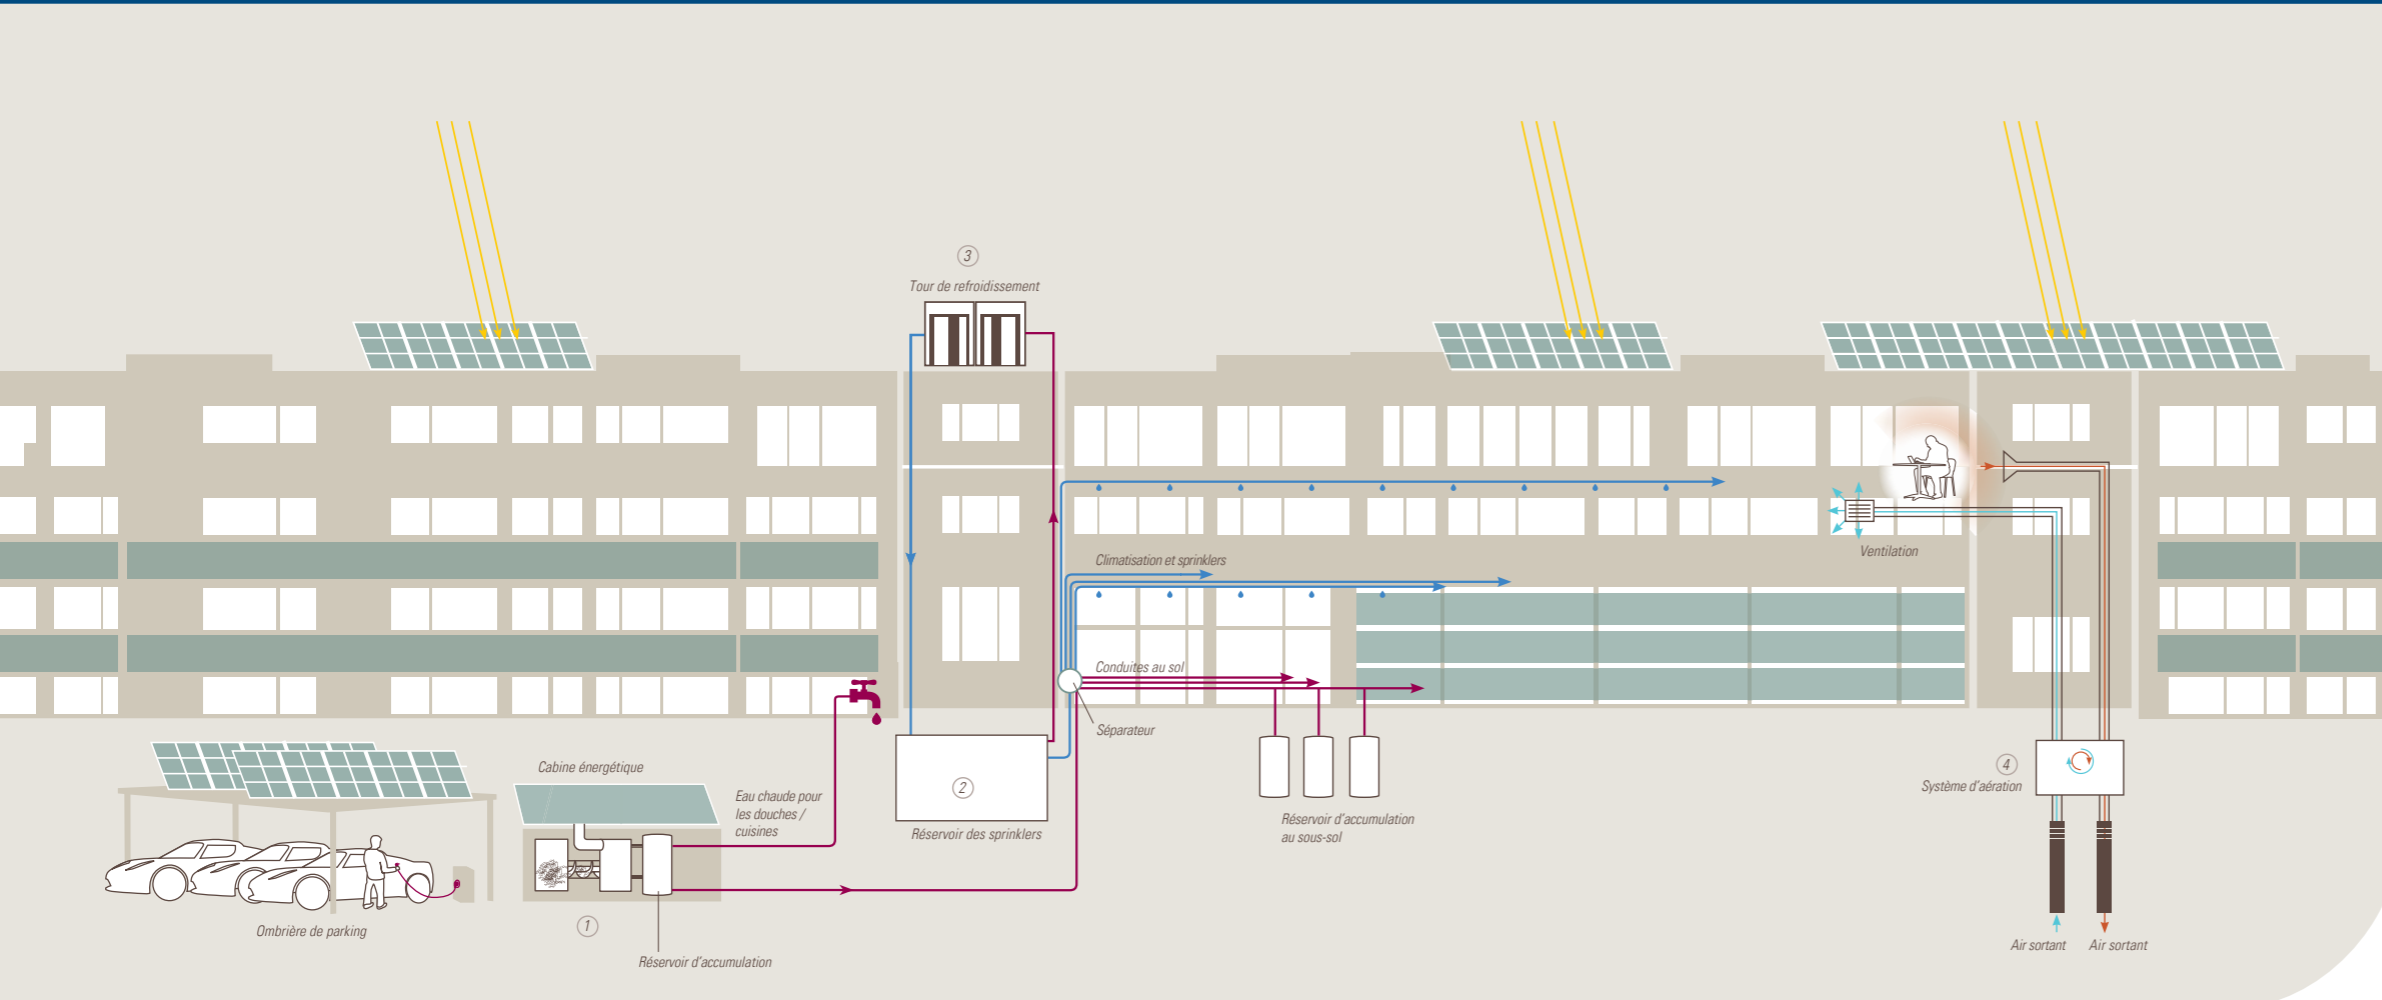 3
Tour de refroidissement
Climatisation et sprinklers
Ventilation
Conduites au sol
Séparateur
Cabine énergétique
Eau chaude pour
les douches /
cuisines
2
Réservoir des sprinklers
Réservoir d'accumulation
au sous-sol
4
Système d'aération
Ombrière de parking
1
Réservoir d'accumulation
Air sortant
Air sortant